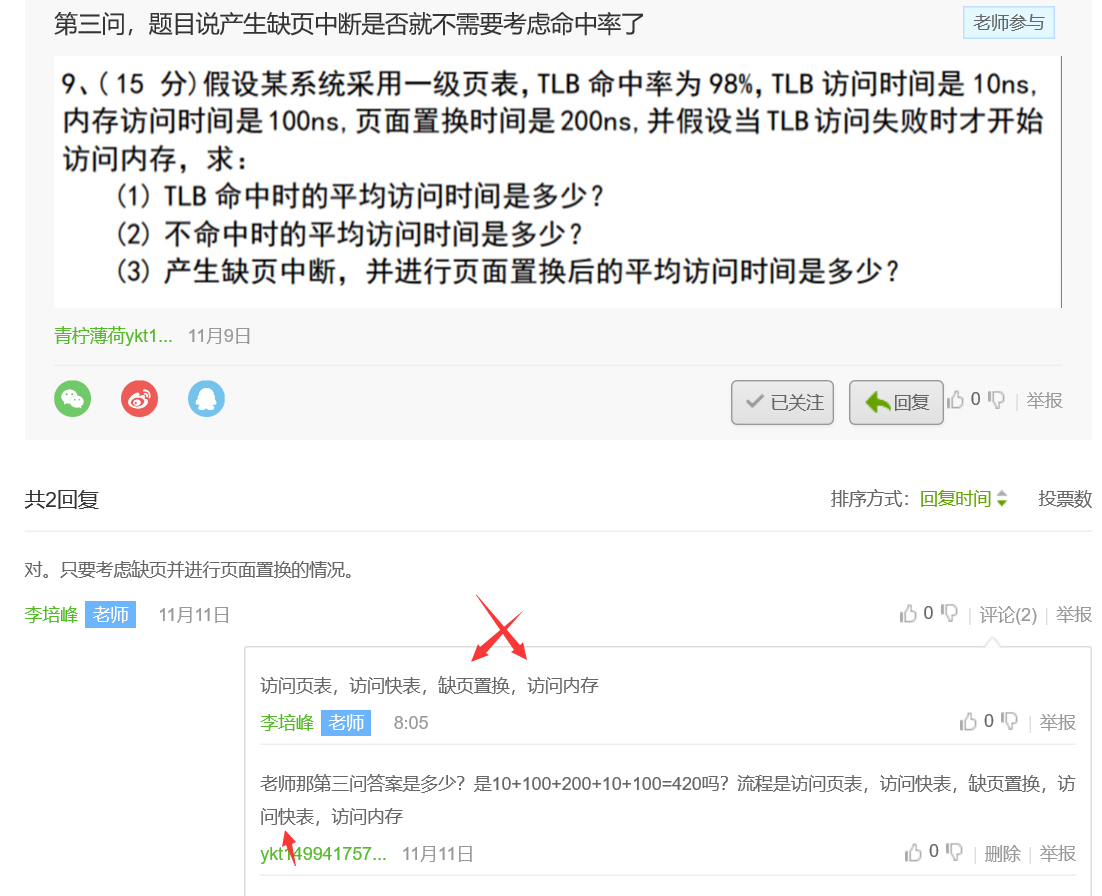 第三问，题目说产生缺页中断是否就不需要考虑命中率了
老师参与
9、( 15 分)假设某系统采用一级页表，TLB 命中率为 98%，TLB 访问时间是 10ns，
内存访问时间是100ns，页面置换时间是200ns，并假设当TLB访问失败时才开始
访问内存，求：
(1) TLB 命中时的平均访问时间是多少？
(2) 不命中时的平均访问时间是多少？
(3) 产生缺页中断，并进行页面置换后的平均访问时间是多少？
青柠薄荷ykt1... 11月9日
已关注 回复 0 举报
共2回复
排序方式：回复时间 投票数
对。只要考虑缺页并进行页面置换的情况。
李培峰 老师 11月11日
0 评论(2) 举报
访问页表，访问快表，缺页置换，访问内存
李培峰 老师 8:05
0 举报
老师那第三问答案是多少？是10+100+200+10+100=420吗？流程是访问页表，访问快表，缺页置换，访
问快表，访问内存
ykt149941757... 11月11日
0 删除 举报